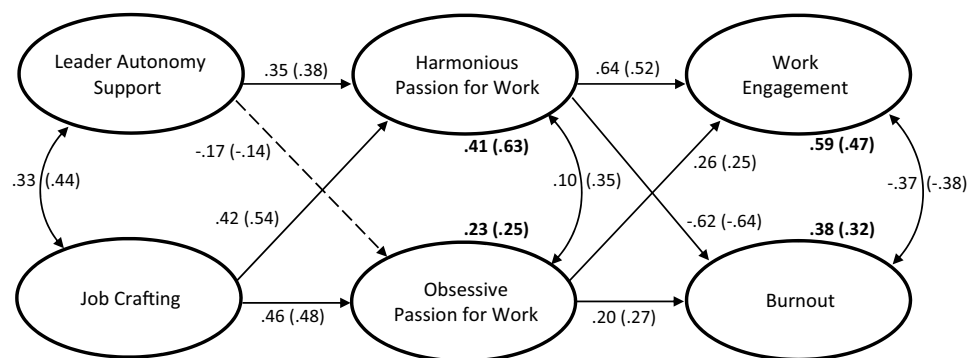 Leader Autonomy
Support
.35 (.38)
Harmonious
Passion for Work
.41 (.63)
.64 (.52)
Work
Engagement
.59 (.47)
-.17 (-.14)
.33 (.44)
.42 (.54)
.10 (.35)
.26 (.25)
-.62 (-.64)
-.37 (-.38)
Job Crafting
.46 (.48)
.23 (.25)
Obsessive
Passion for Work
.20 (.27)
.38 (.32)
Burnout